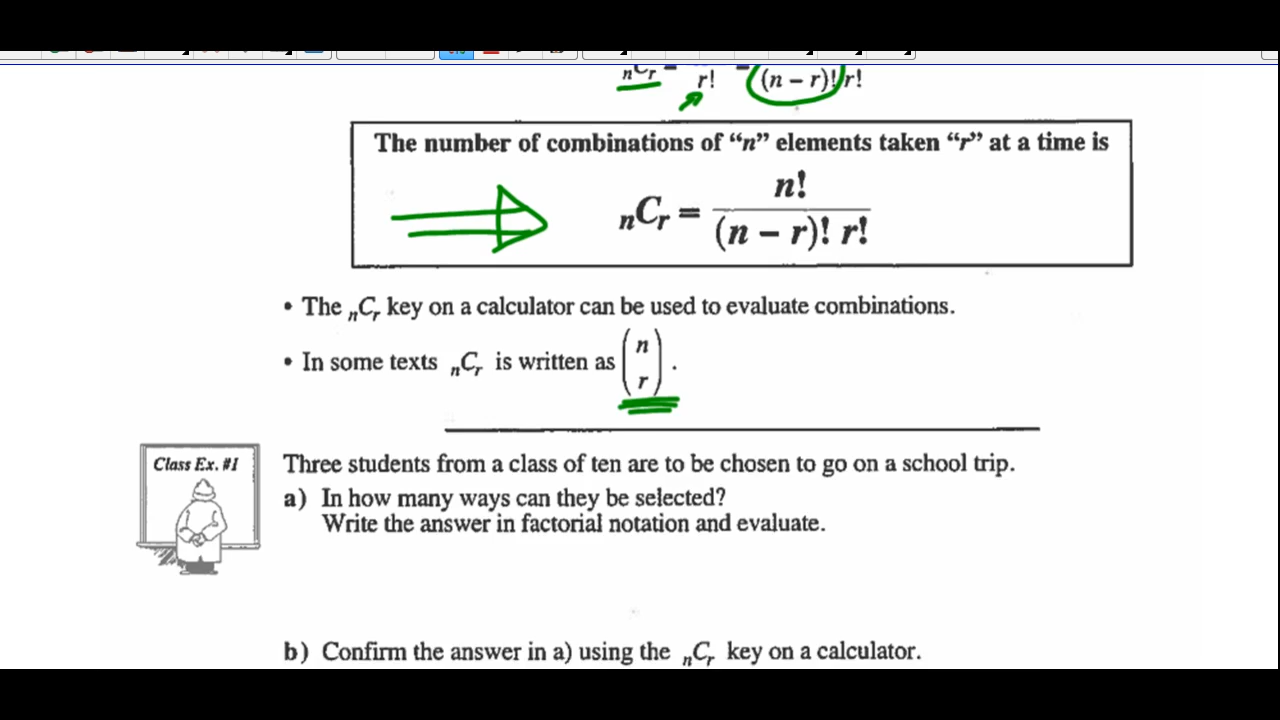 nCr = r! = (n – r)! r!
The number of combinations of “n” elements taken “r” at a time is
nCr = n! / (n – r)! r!
• The nCr key on a calculator can be used to evaluate combinations.
• In some texts nCr is written as (n r) .
Class Ex. #1
Three students from a class of ten are to be chosen to go on a school trip.
a) In how many ways can they be selected?
Write the answer in factorial notation and evaluate.
b) Confirm the answer in a) using the nCr key on a calculator.